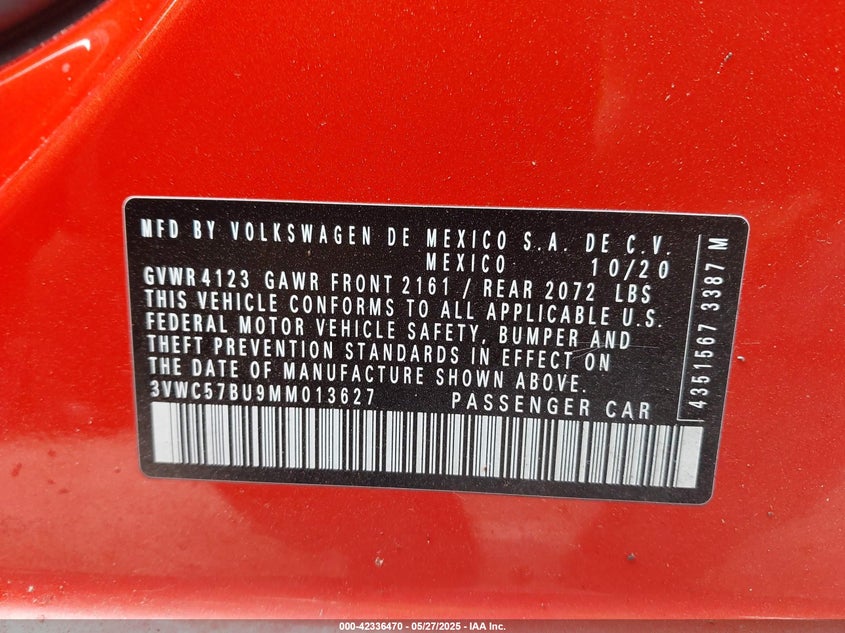 MFD BY VOLKSWAGEN DE MEXICO S.A. DE C.V.
MEXICO 10/20
GVWR 4123 GAWR FRONT 2161 / REAR 2072 LBS
THIS VEHICLE CONFORMS TO ALL APPLICABLE U.S.
FEDERAL MOTOR VEHICLE SAFETY, BUMPER AND
THEFT PREVENTION STANDARDS IN EFFECT ON
THE DATE OF MANUFACTURE SHOWN ABOVE.
3VWC57BU9MM013627 PASSENGER CAR
4351567 3387 M
000-42336470 - 05/27/2025 - IAA Inc.